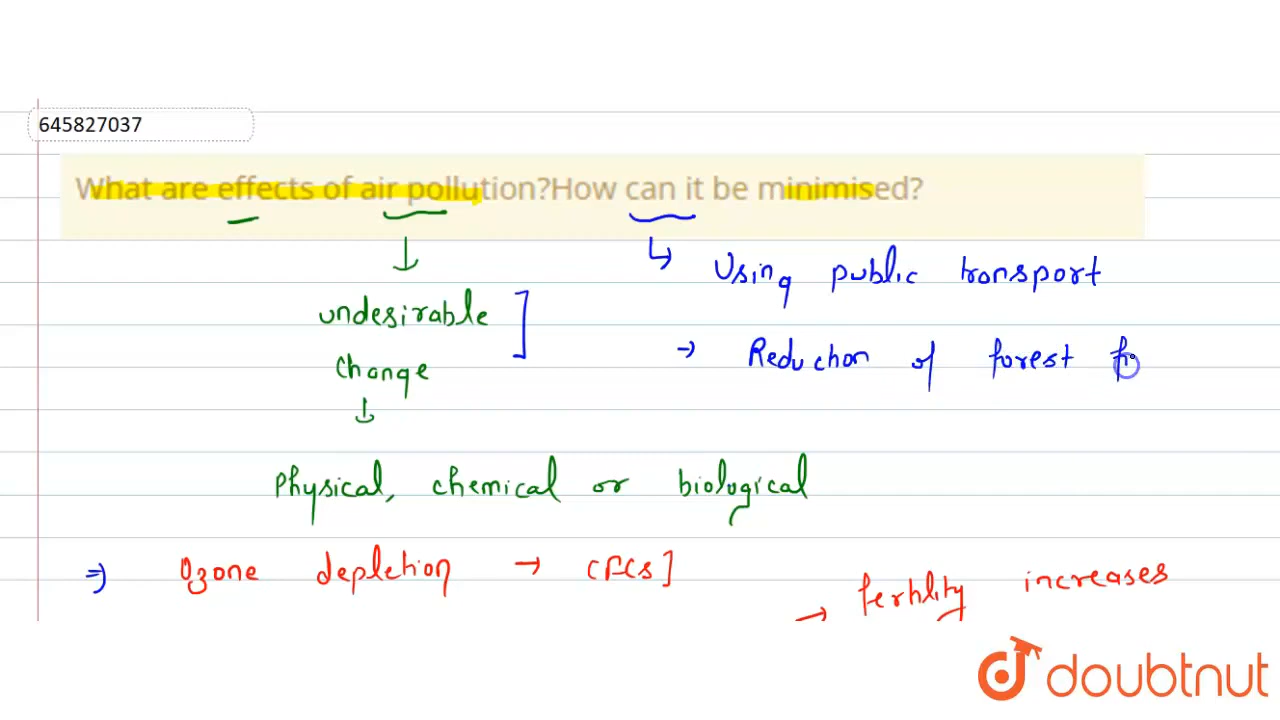 645827037
What are effects of air pollution?How can it be minimised?
Using public transport
undesirable
change
Reduction of forest
Physical, chemical or biological
Ozone depletion → CFCs]
→ fertility increases
doubtnut